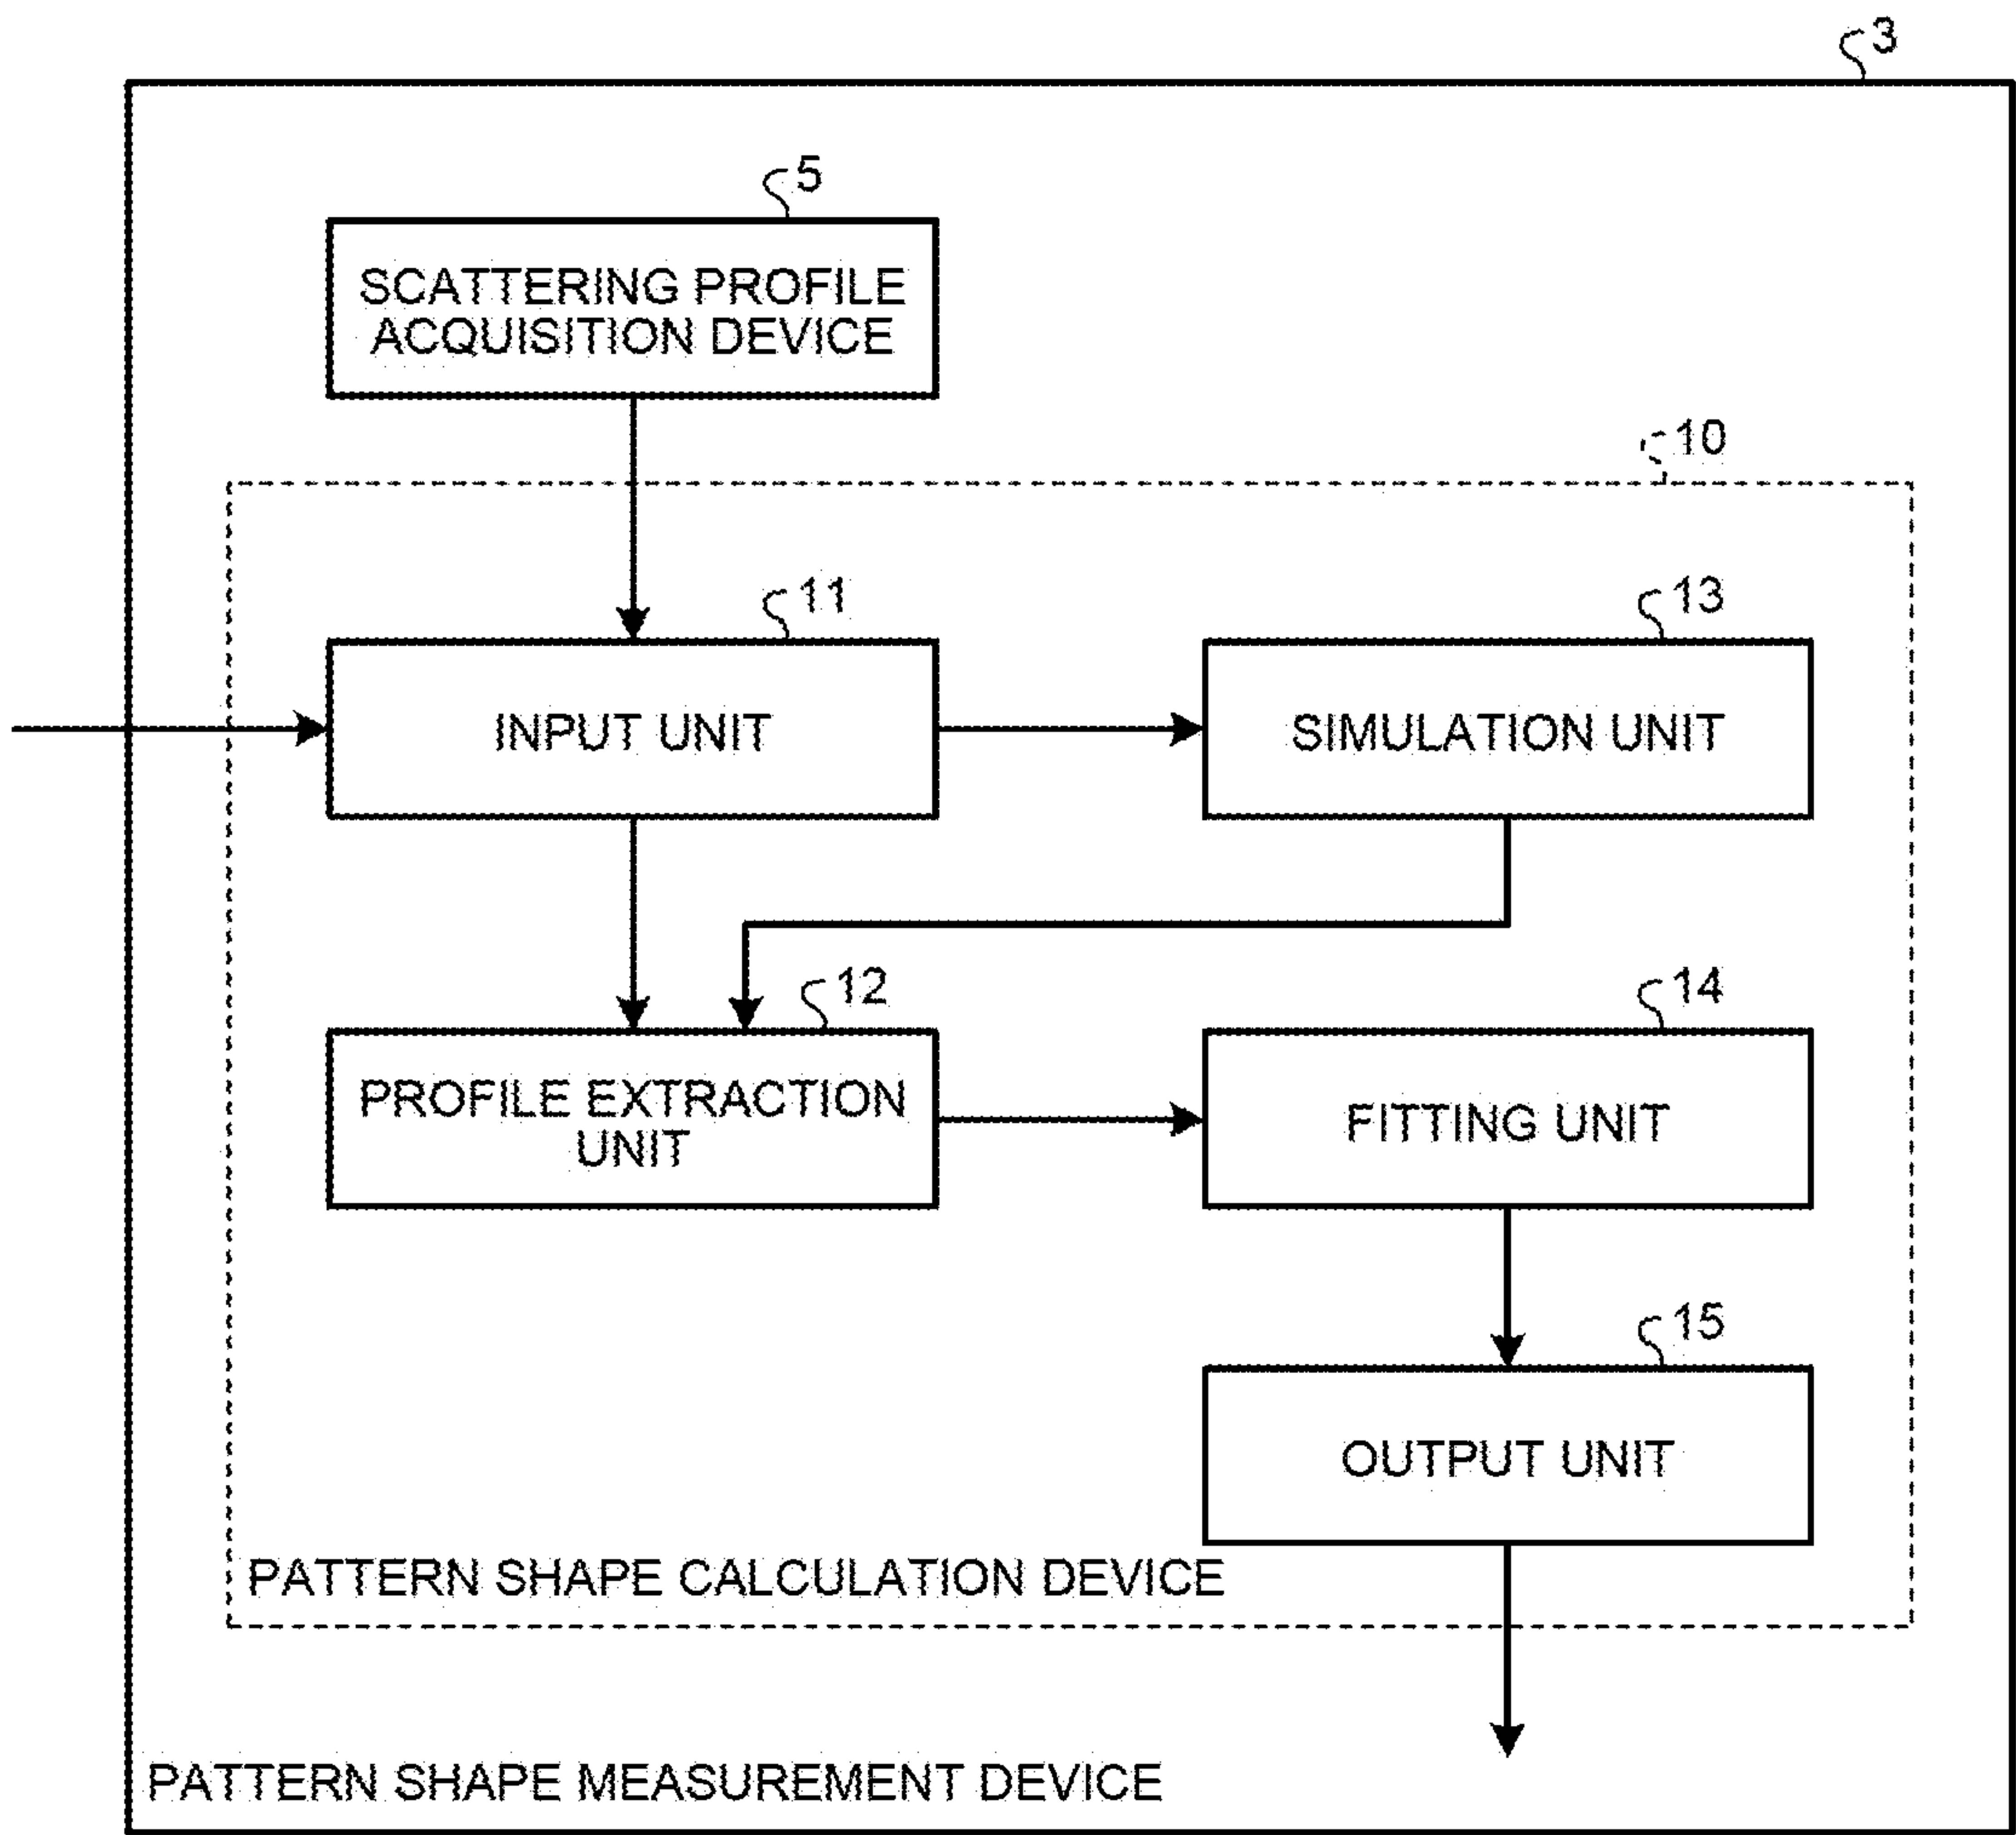 3
5
SCATTERING PROFILE
ACQUISITION DEVICE
10
11
13
INPUT UNIT
SIMULATION UNIT
12
14
PROFILE EXTRACTION
UNIT
FITTING UNIT
15
OUTPUT UNIT
PATTERN SHAPE CALCULATION DEVICE
PATTERN SHAPE MEASUREMENT DEVICE